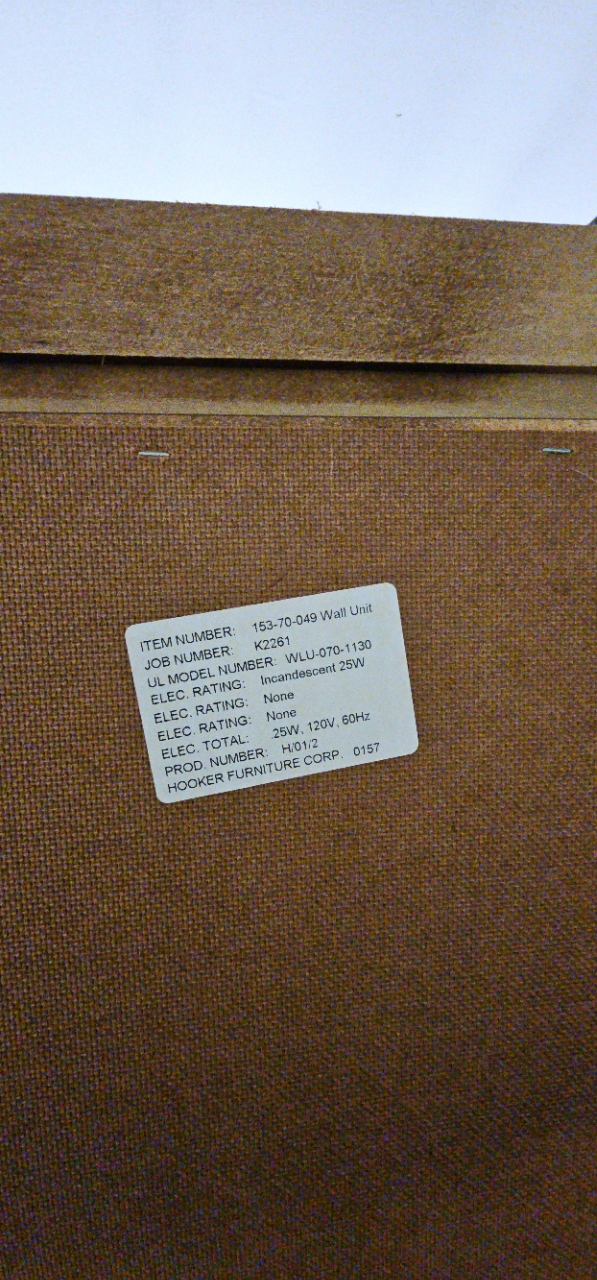 ITEM NUMBER: 153-70-049 Wall Unit
JOB NUMBER: K2261
UL MODEL NUMBER: WLU-070-1130
ELEC. RATING: Incandescent 25W
ELEC. RATING: None
ELEC. RATING: None
ELEC. TOTAL: .25W, 120V, 60Hz
PROD. NUMBER: H/01/2
HOOKER FURNITURE CORP. 0157